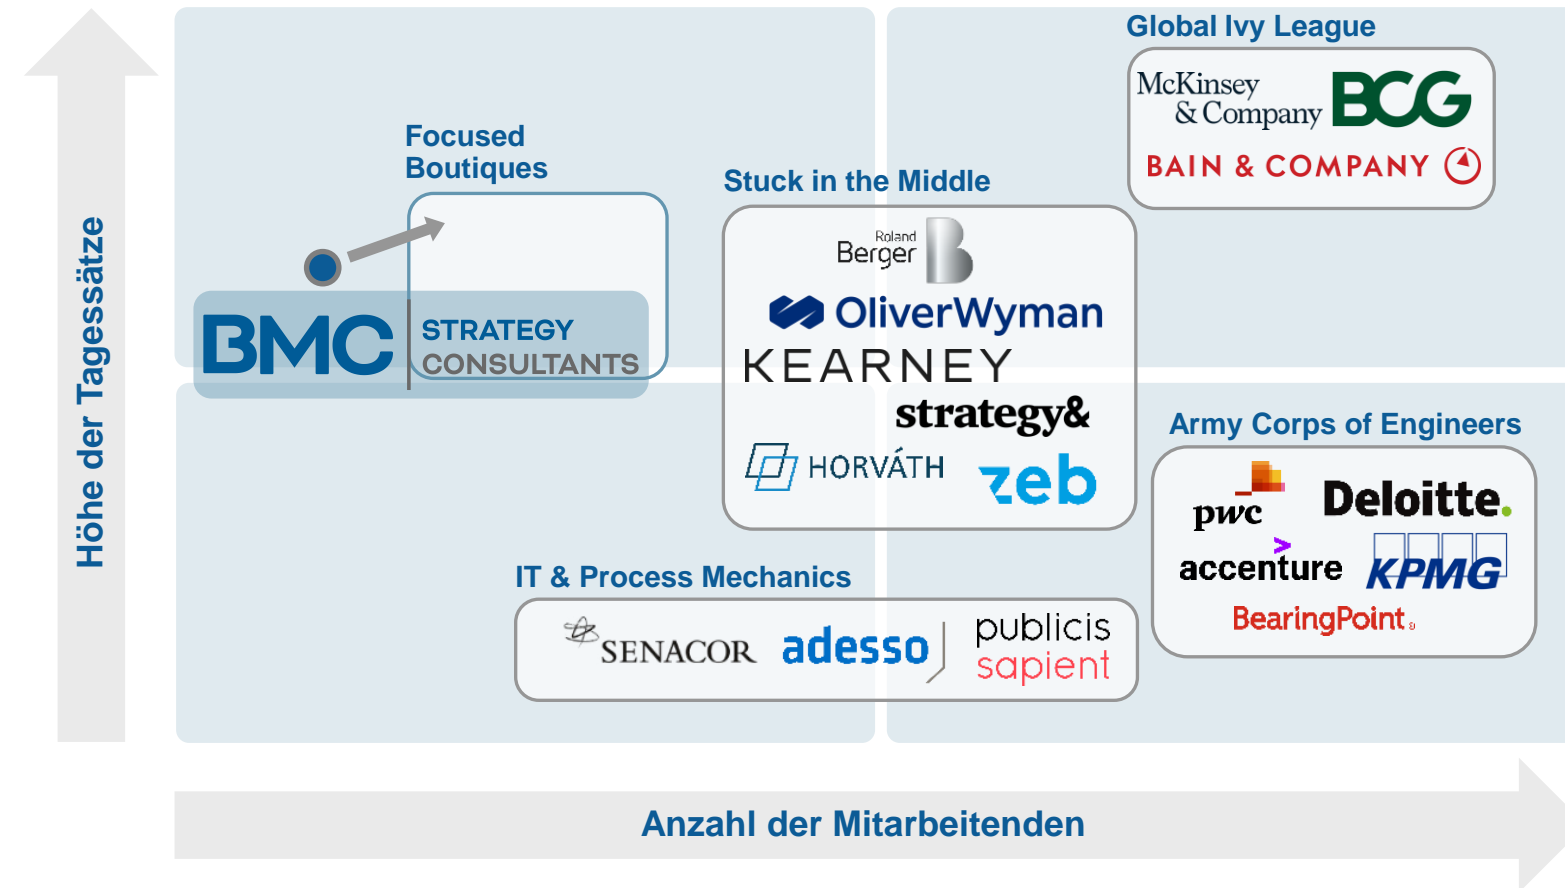 Global Ivy League
McKinsey
& Company
BCG
BAIN & COMPANY
Focused
Boutiques
Stuck in the Middle
Roland
Berger
B
OliverWyman
KEARNEY
strategy&
HORVÁTH
zeb
BMC
STRATEGY
CONSULTANTS
Army Corps of Engineers
pwc
Deloitte.
accenture
KPMG
BearingPoint
IT & Process Mechanics
SENACOR
adesso
publicis
sapient
Höhe der Tagessätze
Anzahl der Mitarbeitenden